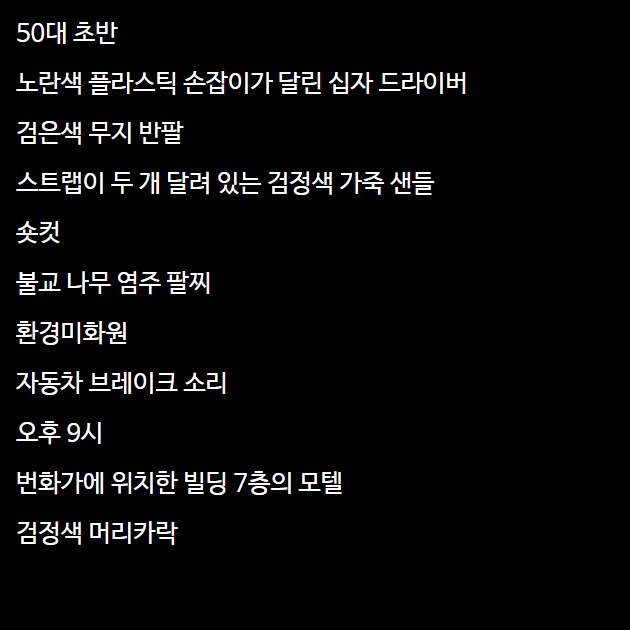 50대 초반
노란색 플라스틱 손잡이가 달린 십자 드라이버
검은색 무지 반팔
스트랩이 두 개 달려 있는 검정색 가죽 샌들
숏컷
불교 나무 염주 팔찌
환경미화원
자동차 브레이크 소리
오후 9시
번화가에 위치한 빌딩 7층의 모텔
검정색 머리카락